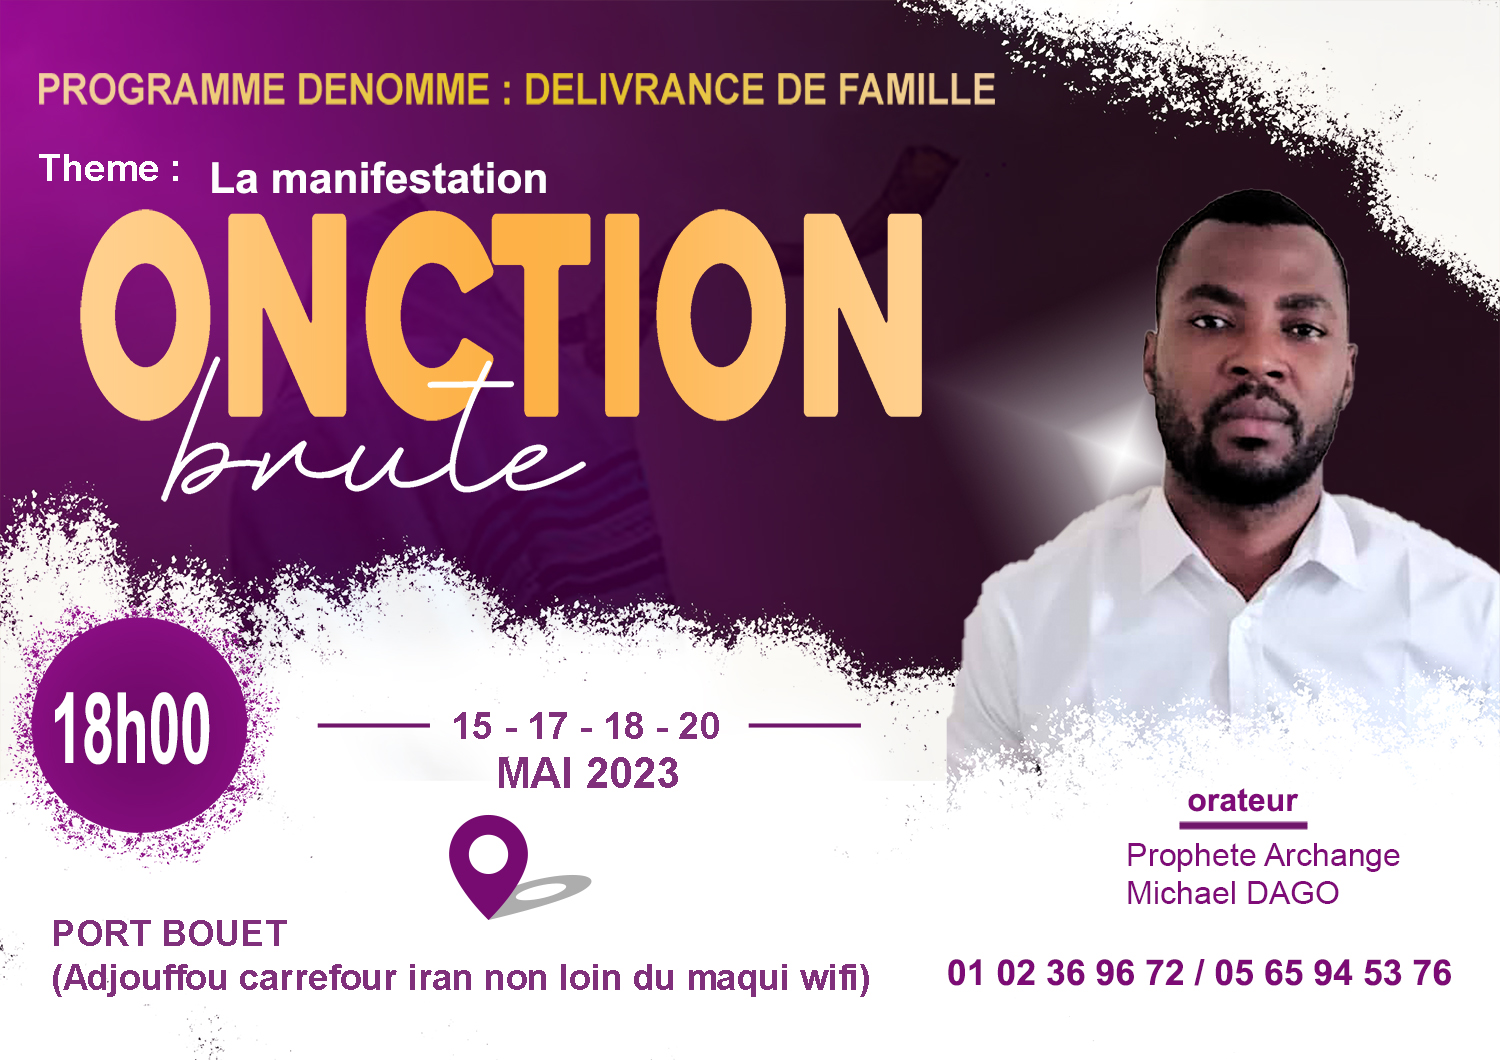 PROGRAMME DENOMME : DELIVRANCE DE FAMILLE
Theme :
La manifestation
ONCTION
brute
18h00
15 - 17 - 18 - 20
MAI 2023
orateur
Prophete Archange
Michael DAGO
PORT BOUET
(Adjouffou carrefour iran non loin du maqui wifi)
01 02 36 96 72 / 05 65 94 53 76